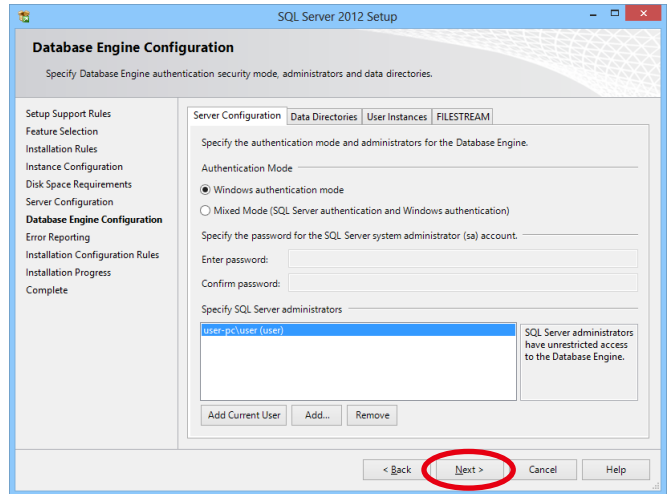 SQL Server 2012 Setup
Database Engine Configuration
Specify Database Engine authentication security mode, administrators and data directories.
Setup Support Rules
Feature Selection
Installation Rules
Instance Configuration
Disk Space Requirements
Server Configuration
Database Engine Configuration
Error Reporting
Installation Configuration Rules
Installation Progress
Complete
Server Configuration Data Directories User Instances FILESTREAM
Specify the authentication mode and administrators for the Database Engine.
Authentication Mode
Windows authentication mode
Mixed Mode (SQL Server authentication and Windows authentication)
Specify the password for the SQL Server system administrator (sa) account.
Enter password:
Confirm password:
Specify SQL Server administrators
user-pc\user (user)
SQL Server administrators
have unrestricted access
to the Database Engine.
Add Current User Add... Remove
< Back Next > Cancel Help